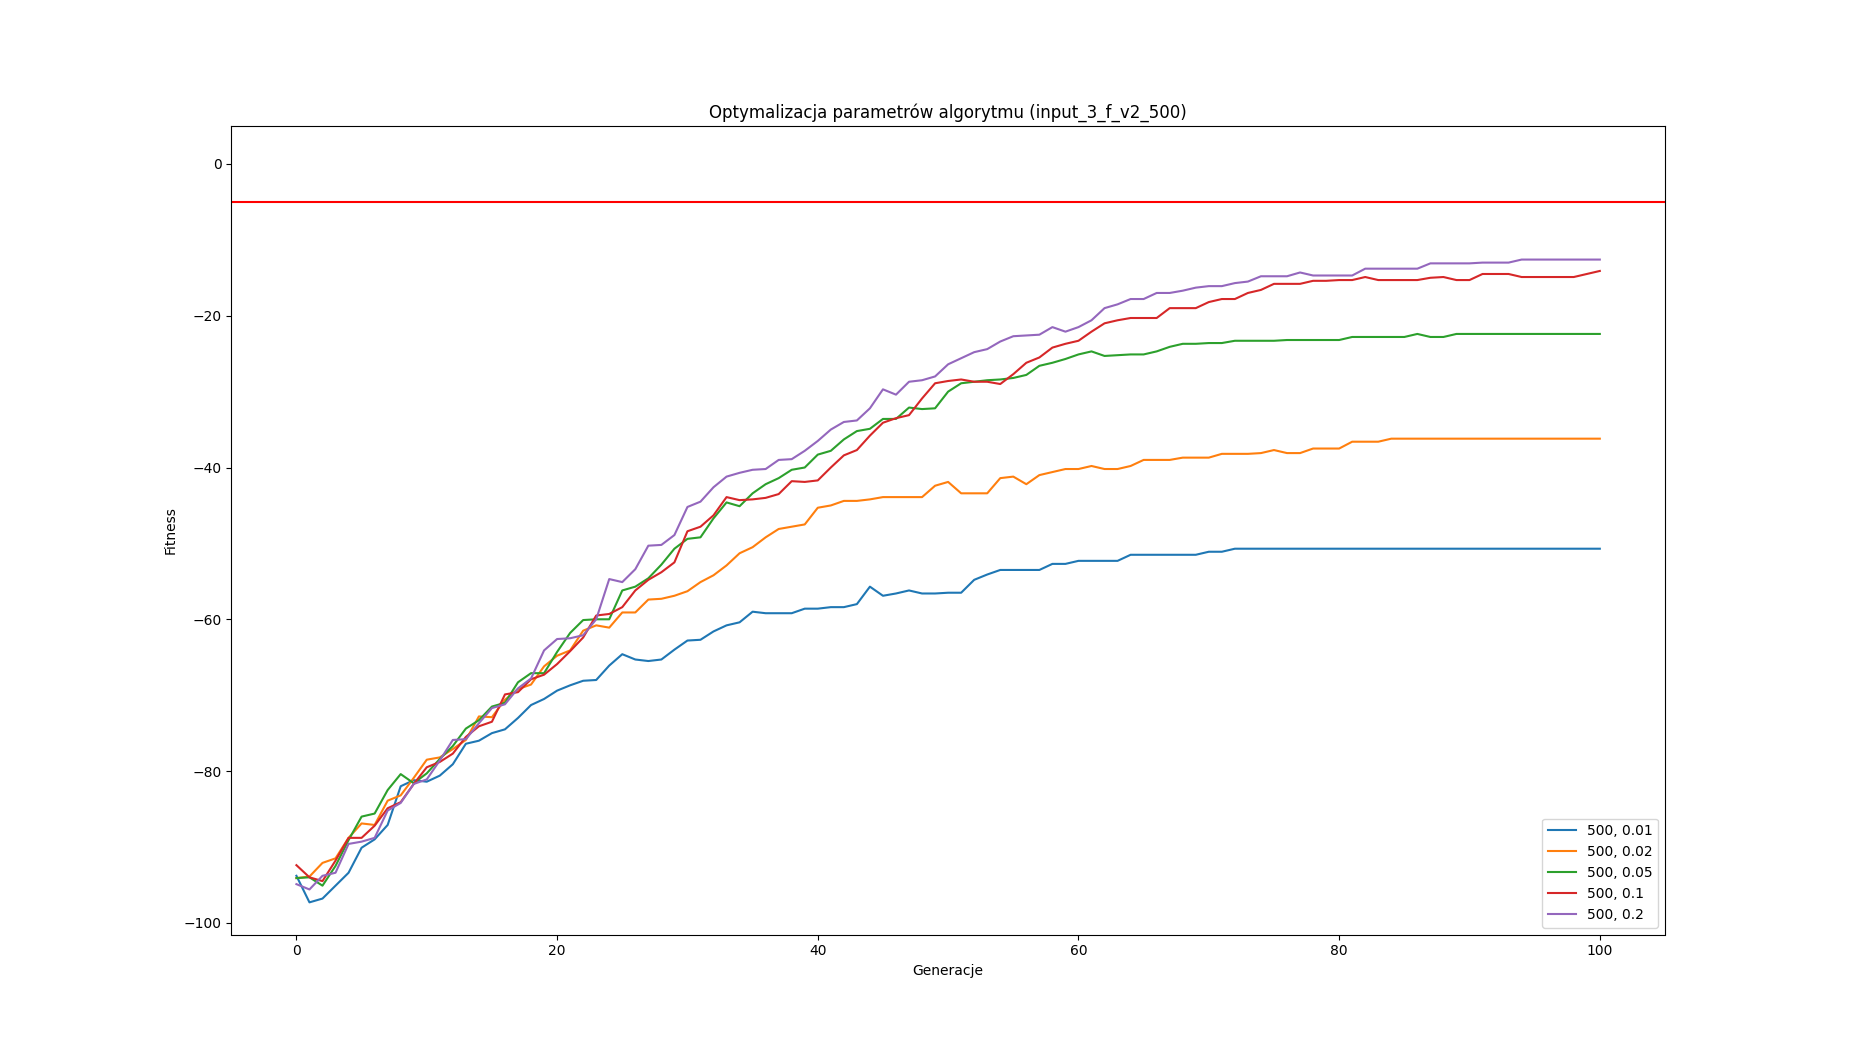 Optymalizacja parametrów algorytmu (input_3_f_v2_500)
0
−20
−40
−60
−80
−100
Fitness
0 20 40 60 80 100
Generacje
500, 0.01
500, 0.02
500, 0.05
500, 0.1
500, 0.2